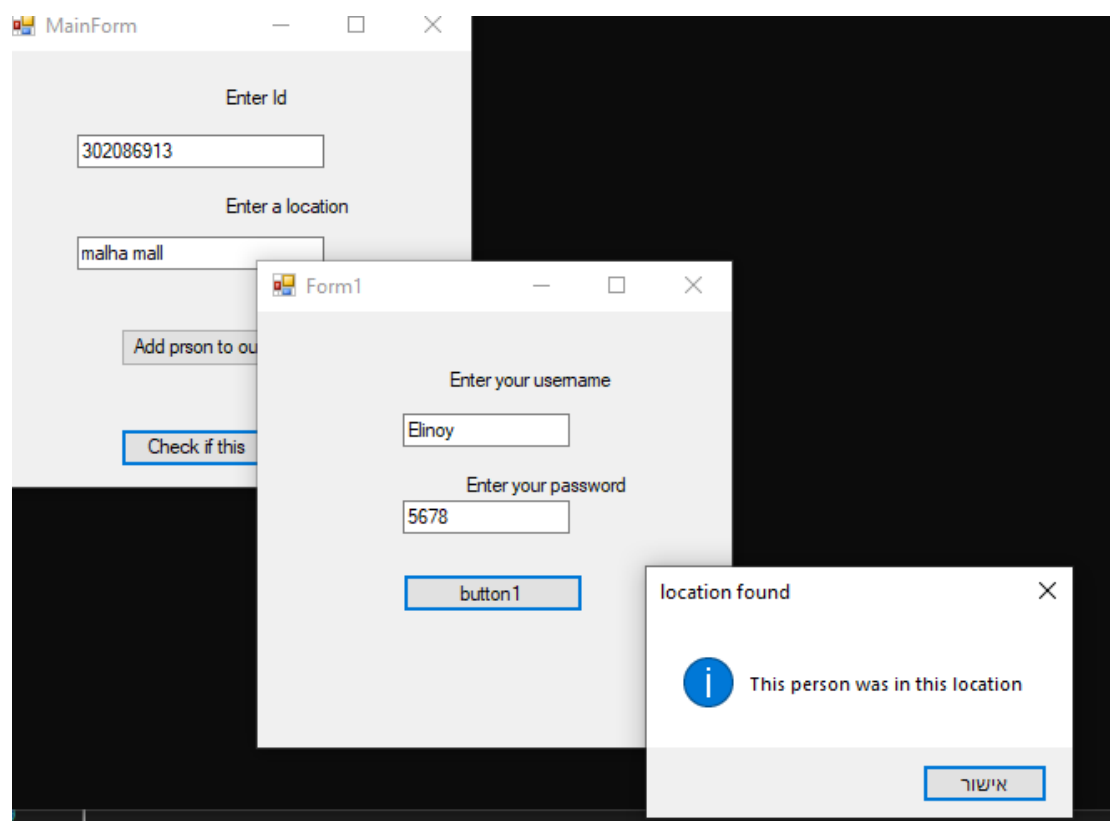 MainForm
Enter Id
302086913
Enter a location
malha mall
Add prson to ou
Check if this
Form1
Enter your username
Elinoy
Enter your password
5678
button1
location found
This person was in this location
אישור